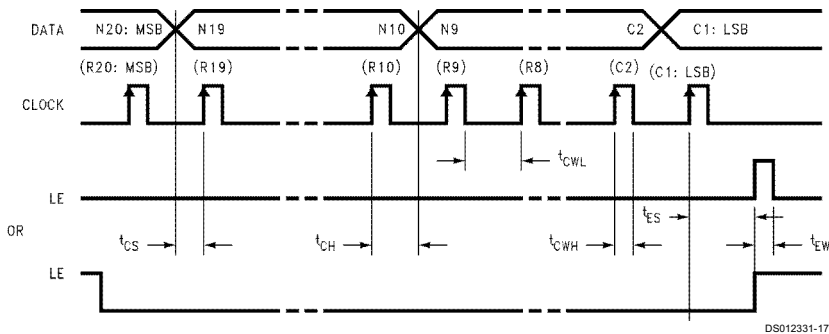 DATA N20: MSB N19 N10 N9 C2 C1: LSB
(R20: MSB) (R19) (R10) (R9) (R8) (C2) (C1: LSB)
CLOCK
tCWL
LE
OR
tCS tCH tCWH tES tEW
LE
DS012331-17